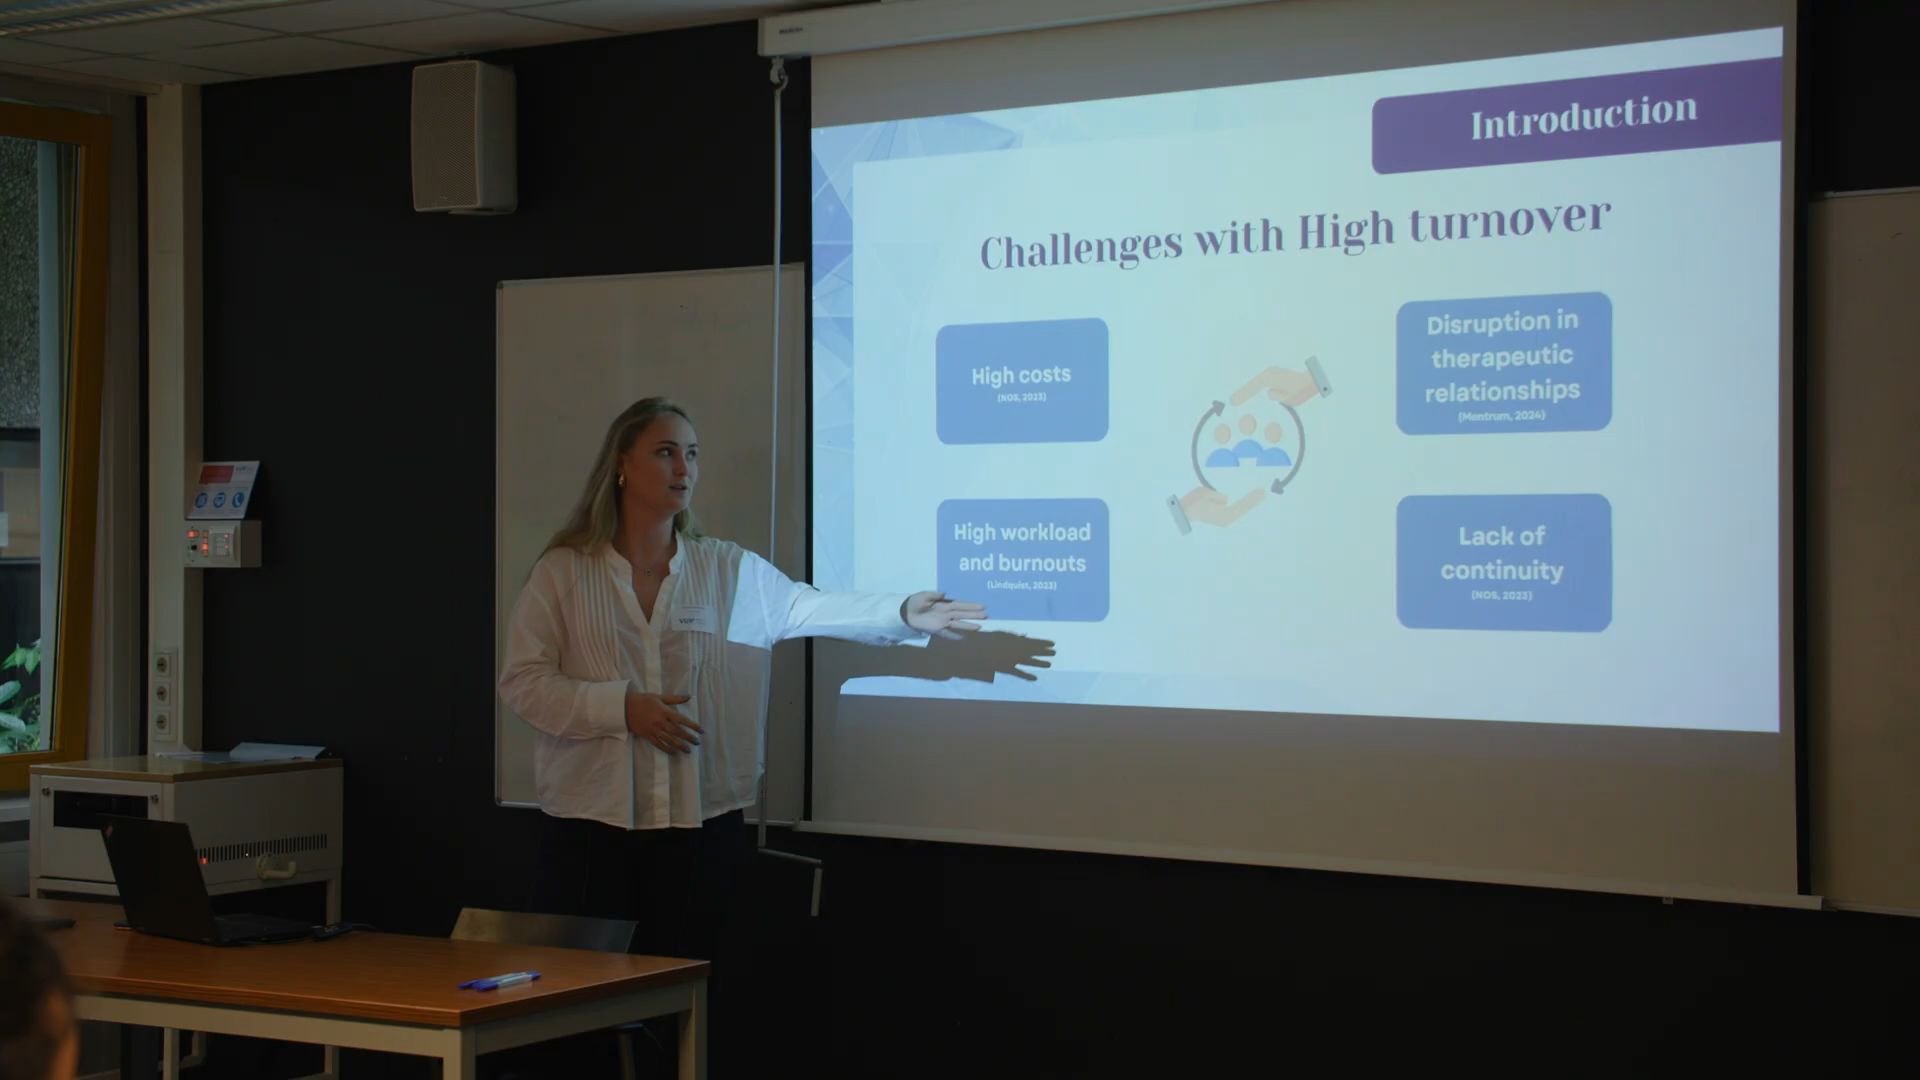 Introduction
Challenges with High turnover
High costs
(NOS, 2023)
Disruption in
therapeutic
relationships
(Mentrum, 2024)
High workload
and burnouts
(Lindquist, 2023)
Lack of
continuity
(NOS, 2023)